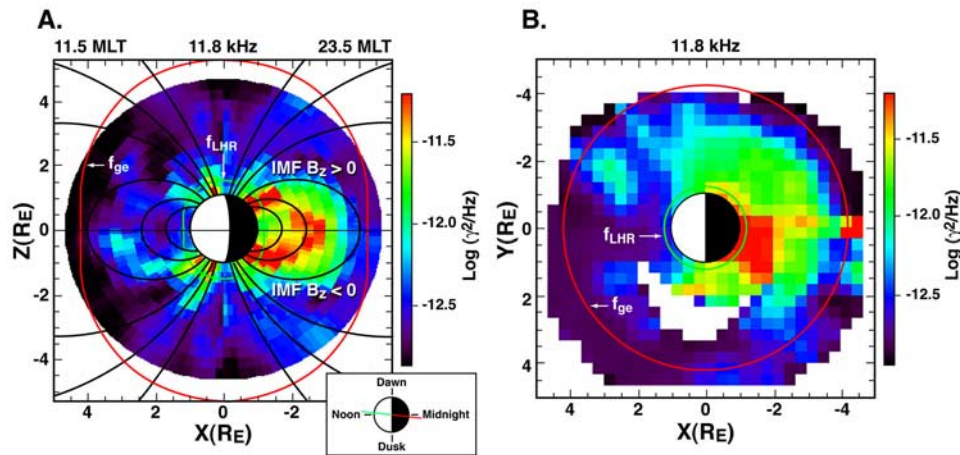 A.
11.5 MLT 11.8 kHz 23.5 MLT
4
2
0
-2
-4
Z(RE)
4 2 0 -2 -4
X(RE)
fge
fLHR
IMF Bz > 0
IMF Bz < 0
-11.5
-12.0
-12.5
Log (γ²/Hz)
Dawn
Noon Midnight
Dusk
B.
11.8 kHz
-4
-2
0
2
4
Y(RE)
4 2 0 -2 -4
X(RE)
fLHR
fge
-11.5
-12.0
-12.5
Log (γ²/Hz)